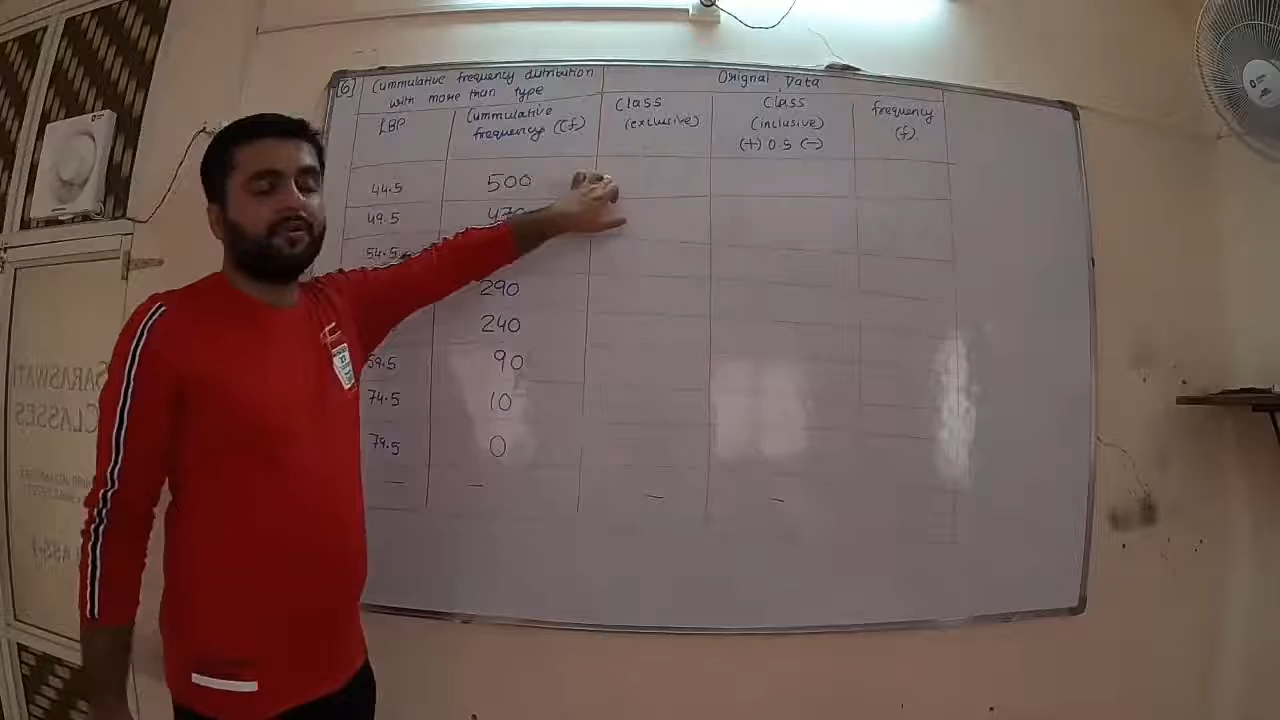 (6) Cummulative frequency dutribution
with more than type
Orignal Data
LBP
Cummulative
frequency (Cf)
Class
(exclusive)
Class
(inclusive)
(+) 0.5 (-)
frequency
(f)
44.5 500
49.5 470
54.5
290
240
59.5 90
74.5 10
79.5 0
— — — —
SARASWATI
CLASSES